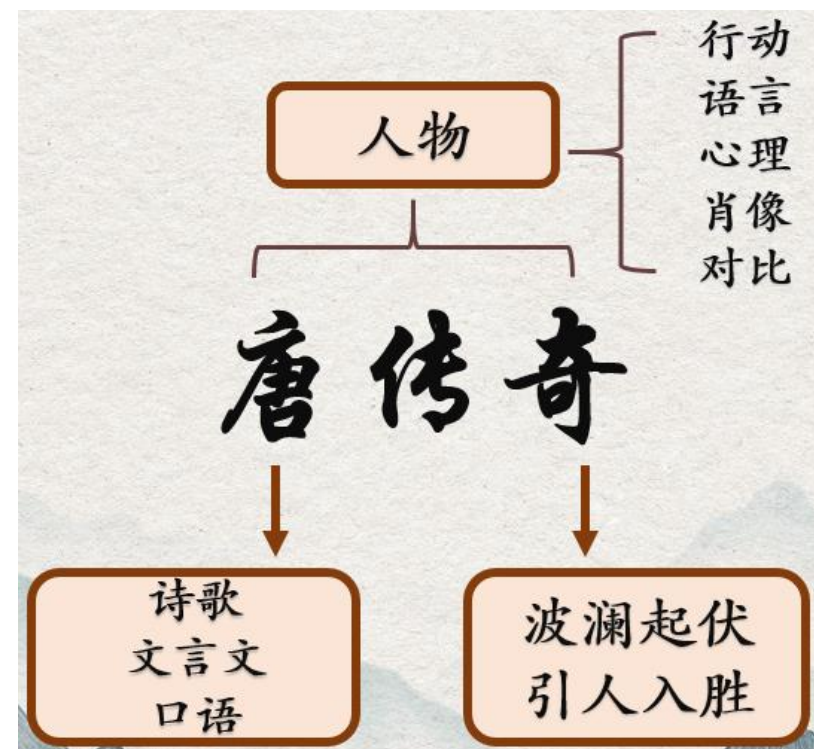 人物
行动
语言
心理
肖像
对比
唐传奇
诗歌
文言文
口语
波澜起伏
引人入胜